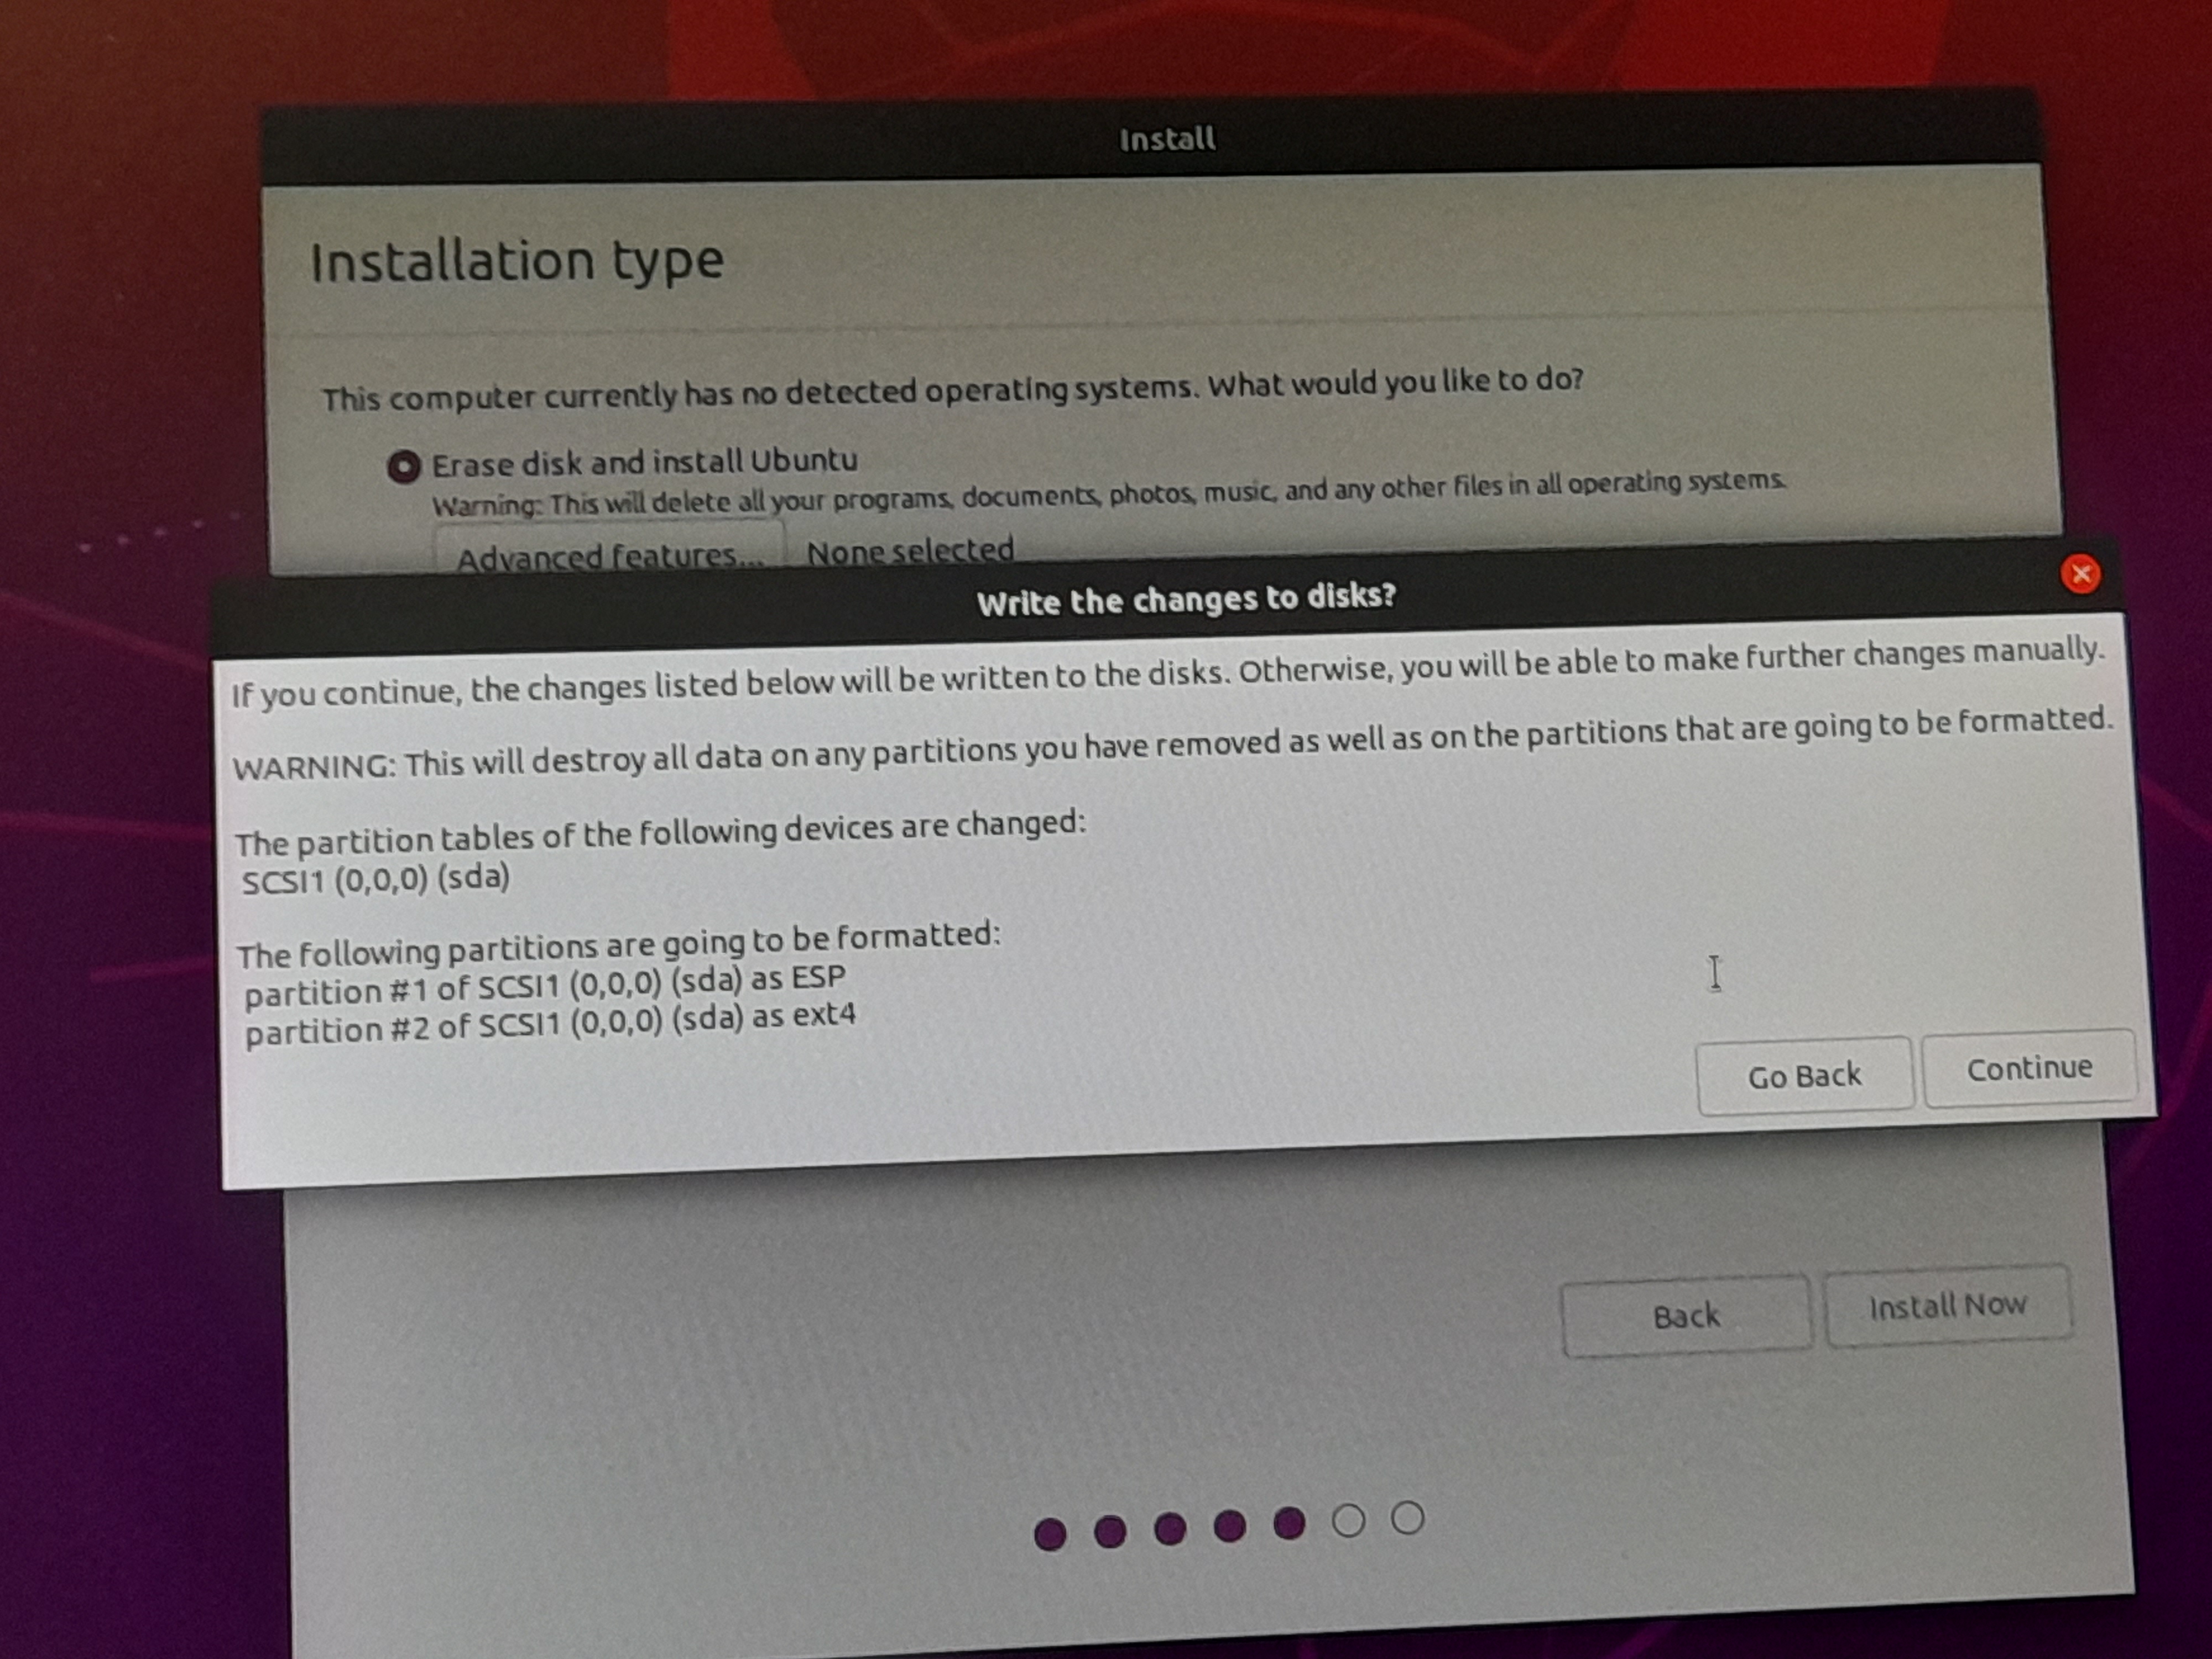 Install
Installation type
This computer currently has no detected operating systems. What would you like to do?
Erase disk and install Ubuntu
Warning: This will delete all your programs, documents, photos, music, and any other files in all operating systems.
Advanced features... None selected
Write the changes to disks?
If you continue, the changes listed below will be written to the disks. Otherwise, you will be able to make further changes manually.
WARNING: This will destroy all data on any partitions you have removed as well as on the partitions that are going to be formatted.
The partition tables of the following devices are changed:
SCSI1 (0,0,0) (sda)
The following partitions are going to be formatted:
partition #1 of SCSI1 (0,0,0) (sda) as ESP
partition #2 of SCSI1 (0,0,0) (sda) as ext4
Go Back Continue
Back Install Now